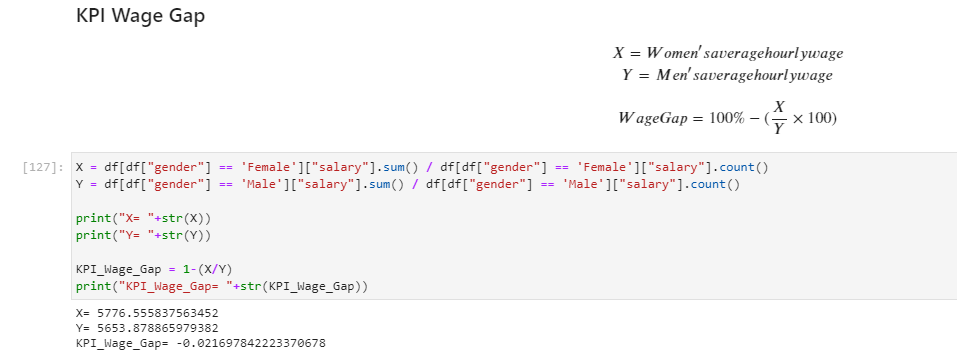 KPI Wage Gap
X = Women'saveragehourlywage
Y = Men'saveragehourlywage
WageGap = 100% − (X/Y × 100)
[127]: X = df[df["gender"] == 'Female']["salary"].sum() / df[df["gender"] == 'Female']["salary"].count()
Y = df[df["gender"] == 'Male']["salary"].sum() / df[df["gender"] == 'Male']["salary"].count()
print("X= "+str(X))
print("Y= "+str(Y))
KPI_Wage_Gap = 1-(X/Y)
print("KPI_Wage_Gap= "+str(KPI_Wage_Gap))
X= 5776.555837563452
Y= 5653.878865979382
KPI_Wage_Gap= -0.021697842223370678